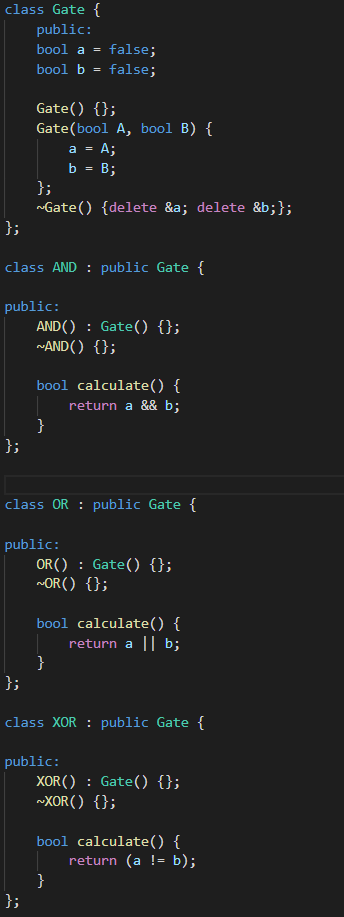 class Gate {
    public:
    bool a = false;
    bool b = false;

    Gate() {};
    Gate(bool A, bool B) {
        a = A;
        b = B;
    };
    ~Gate() {delete &a; delete &b;};
};

class AND : public Gate {

public:
    AND() : Gate() {};
    ~AND() {};

    bool calculate() {
        return a && b;
    }
};


class OR : public Gate {

public:
    OR() : Gate() {};
    ~OR() {};

    bool calculate() {
        return a || b;
    }
};

class XOR : public Gate {

public:
    XOR() : Gate() {};
    ~XOR() {};

    bool calculate() {
        return (a != b);
    }
};